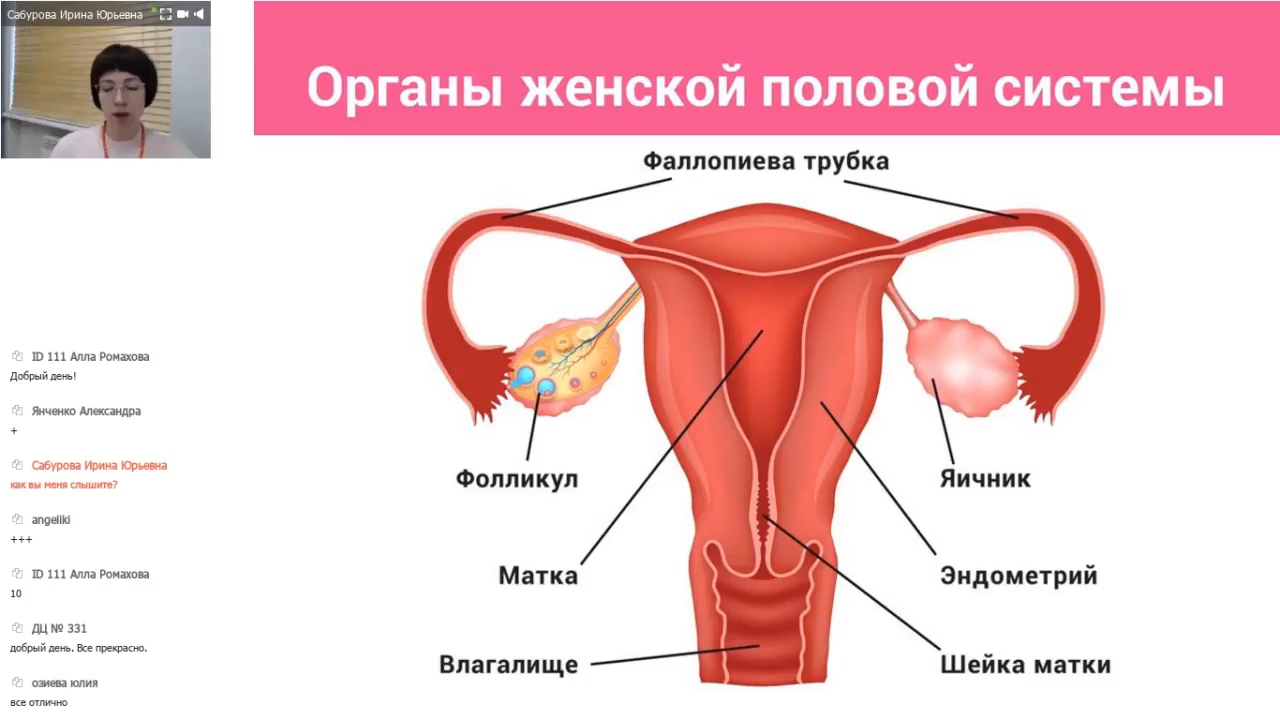 Сабурова Ирина Юрьевна
Органы женской половой системы
Фаллопиева трубка
Фолликул
Яичник
Матка
Эндометрий
Влагалище
Шейка матки
ID 111 Алла Ромахова
Добрый день!
Янченко Александра
+
Сабурова Ирина Юрьевна
как вы меня слышите?
angeliki
+++
ID 111 Алла Ромахова
10
ДЦ № 331
добрый день. Все прекрасно.
озиева юлия
все отлично